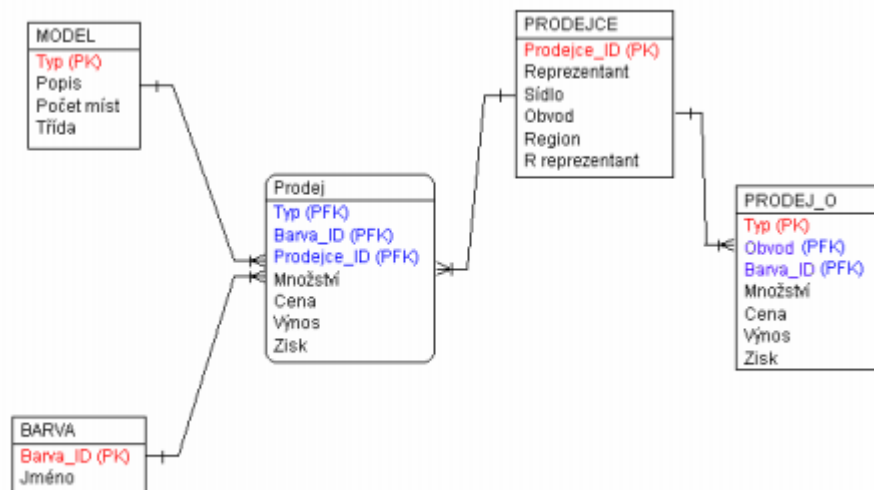 MODEL
Typ (PK)
Popis
Počet míst
Třída
PRODEJCE
Prodejce_ID (PK)
Reprezentant
Sídlo
Obvod
Region
R reprezentant
Prodej
Typ (PFK)
Barva_ID (PFK)
Prodejce_ID (PFK)
Množství
Cena
Výnos
Zisk
PRODEJ_O
Typ (PK)
Obvod (PFK)
Barva_ID (PFK)
Množství
Cena
Výnos
Zisk
BARVA
Barva_ID (PK)
Jméno